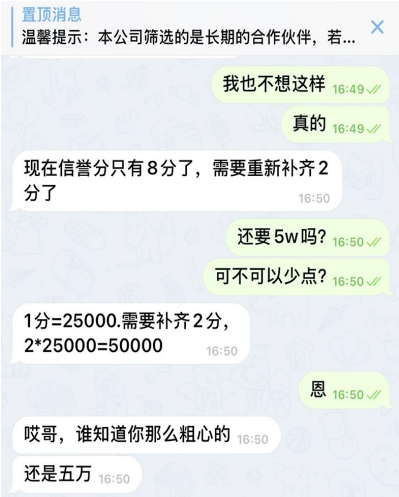 置顶消息
温馨提示：本公司筛选的是长期的合作伙伴，若...
我也不想这样 16:49
真的 16:49
现在信誉分只有8分了，需要重新补齐2
分了 16:50
还要5w吗? 16:50
可不可以少点? 16:50
1分=25000.需要补齐2分，
2*25000=50000 16:50
恩 16:50
哎哥，谁知道你那么粗心的 16:50
还是五万 16:50